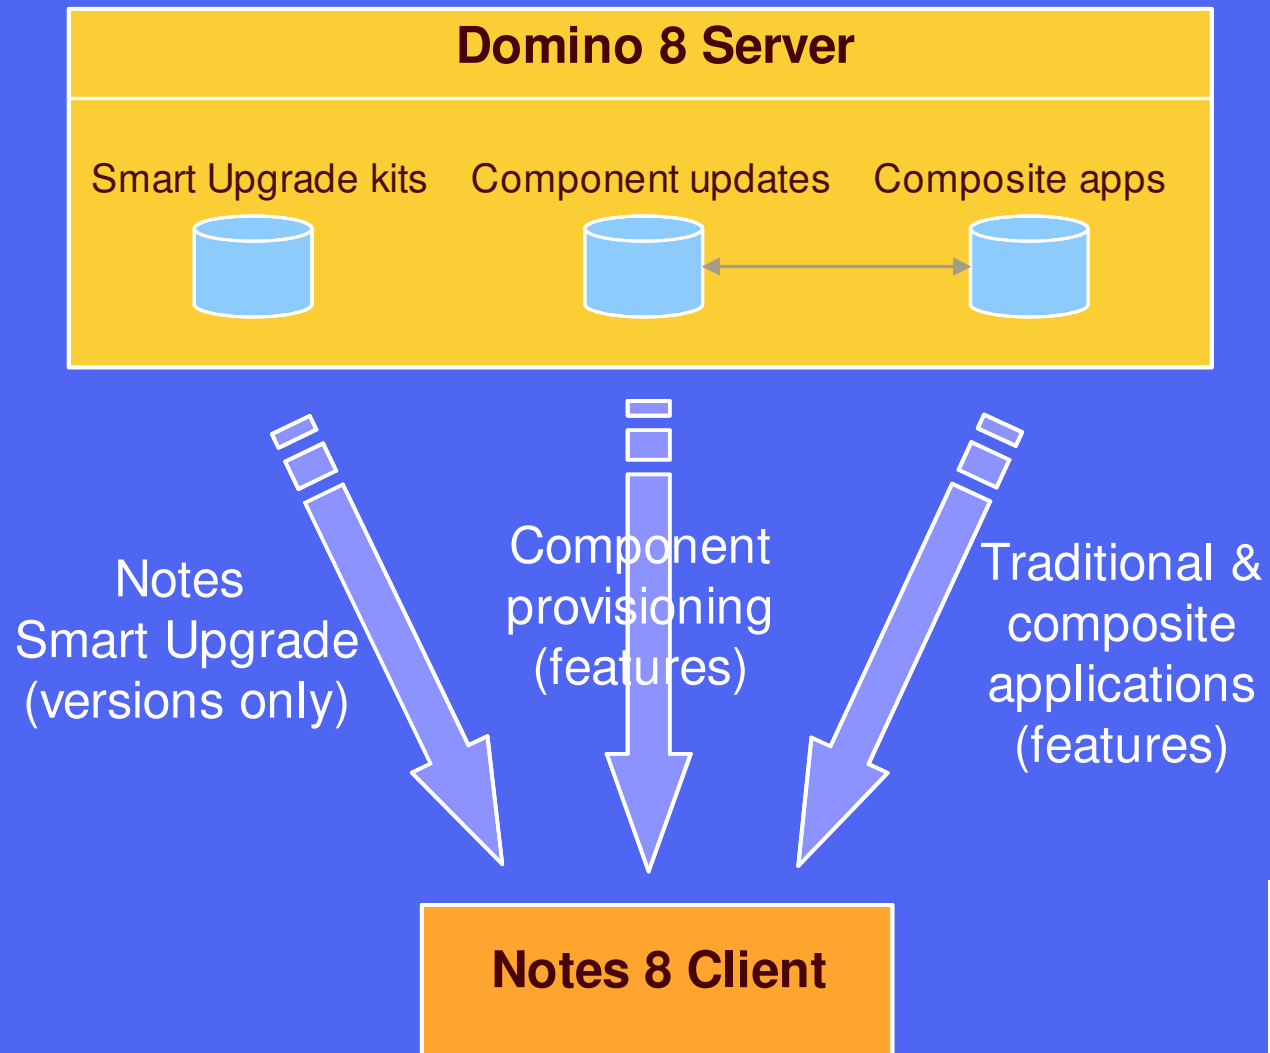 Domino 8 Server
Smart Upgrade kits
Component updates
Composite apps
Notes
Smart Upgrade
(versions only)
Component
provisioning
(features)
Traditional &
composite
applications
(features)
Notes 8 Client